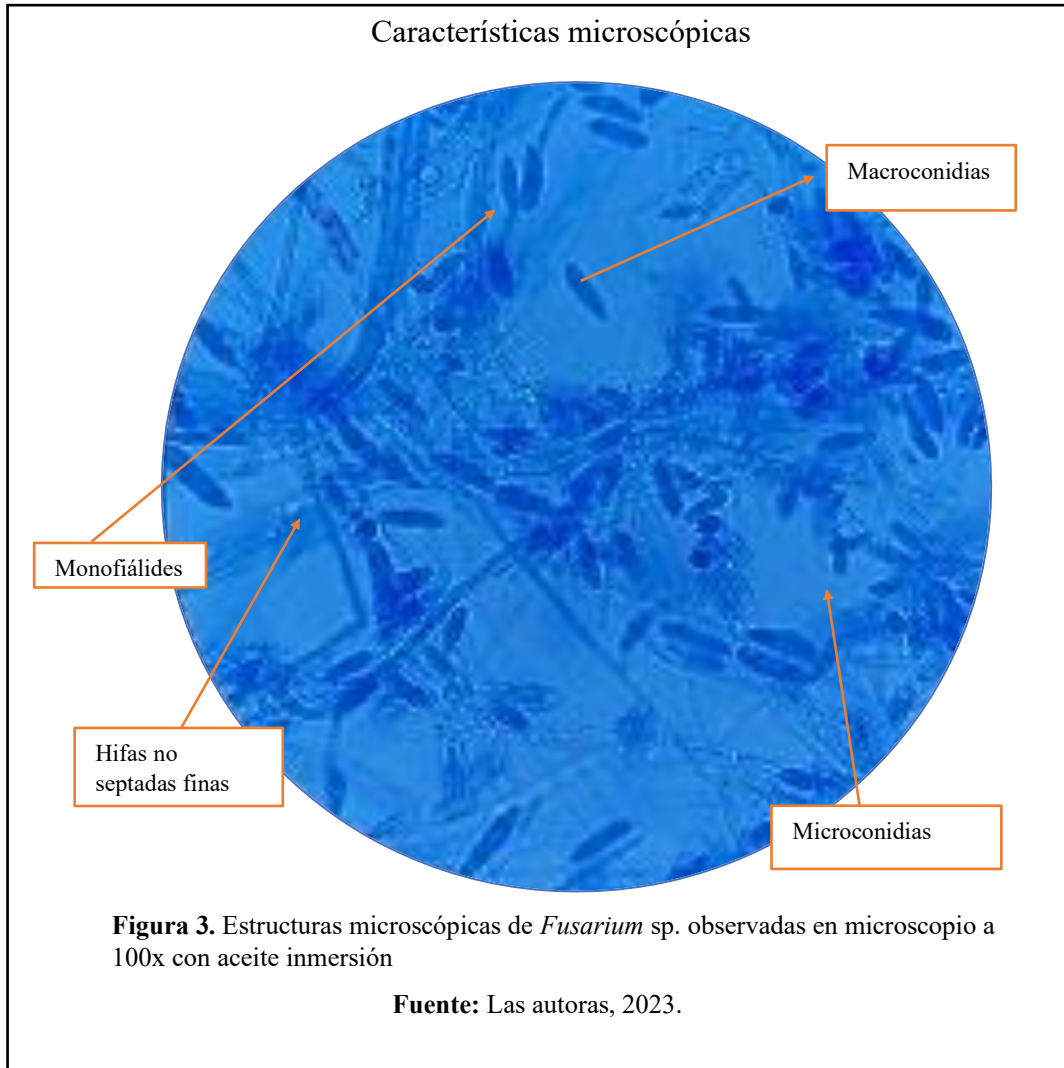 Características microscópicas
Macroconidias
Monofiálides
Hifas no
septadas finas
Microconidias
Figura 3. Estructuras microscópicas de Fusarium sp. observadas en microscopio a
100x con aceite inmersión
Fuente: Las autoras, 2023.